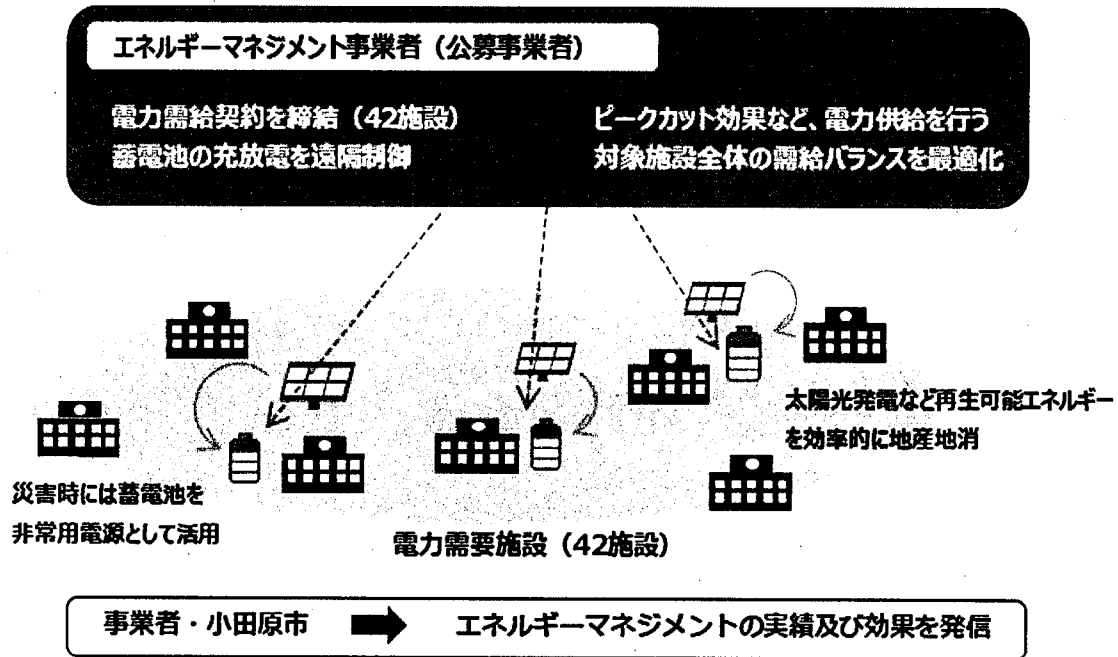 エネルギーマネジメント事業者（公募事業者）
電力需給契約を締結（42施設）
蓄電池の充放電を遠隔制御
ピークカット効果など、電力供給を行う
対象施設全体の需給バランスを最適化
太陽光発電など再生可能エネルギー
を効率的に地産地消
災害時には蓄電池を
非常用電源として活用
電力需要施設（42施設）
事業者・小田原市 ➡ エネルギーマネジメントの実績及び効果を発信